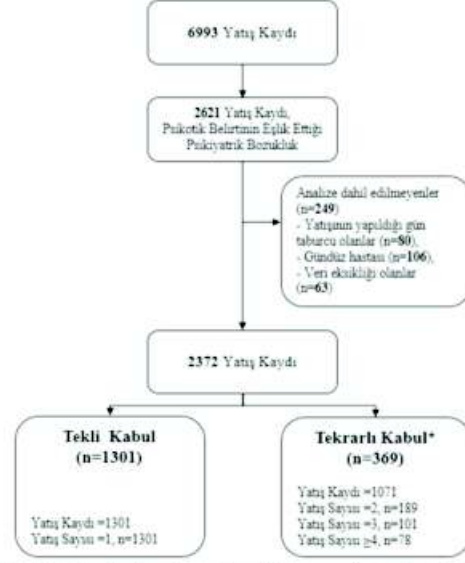 6993 Yatış Kaydı
2621 Yatış Kaydı,
Psikotik Belirtinin Eşlik Ettiği
Psikiyatrik Bozukluk
Analize dahil edilmeyenler
(n=249)
- Yatışının yapıldığı gün
taburcu olanlar (n=80),
- Gündüz hastası (n=106),
- Veri eksikliği olanlar
(n=63)
2372 Yatış Kaydı
Tekli Kabul
(n=1301)
Yatış Kaydı =1301
Yatış Sayısı =1, n=1301
Tekrarlı Kabul*
(n=369)
Yatış Kaydı =1071
Yatış Sayısı =2, n=189
Yatış Sayısı =3, n=101
Yatış Sayısı ≥4, n=78